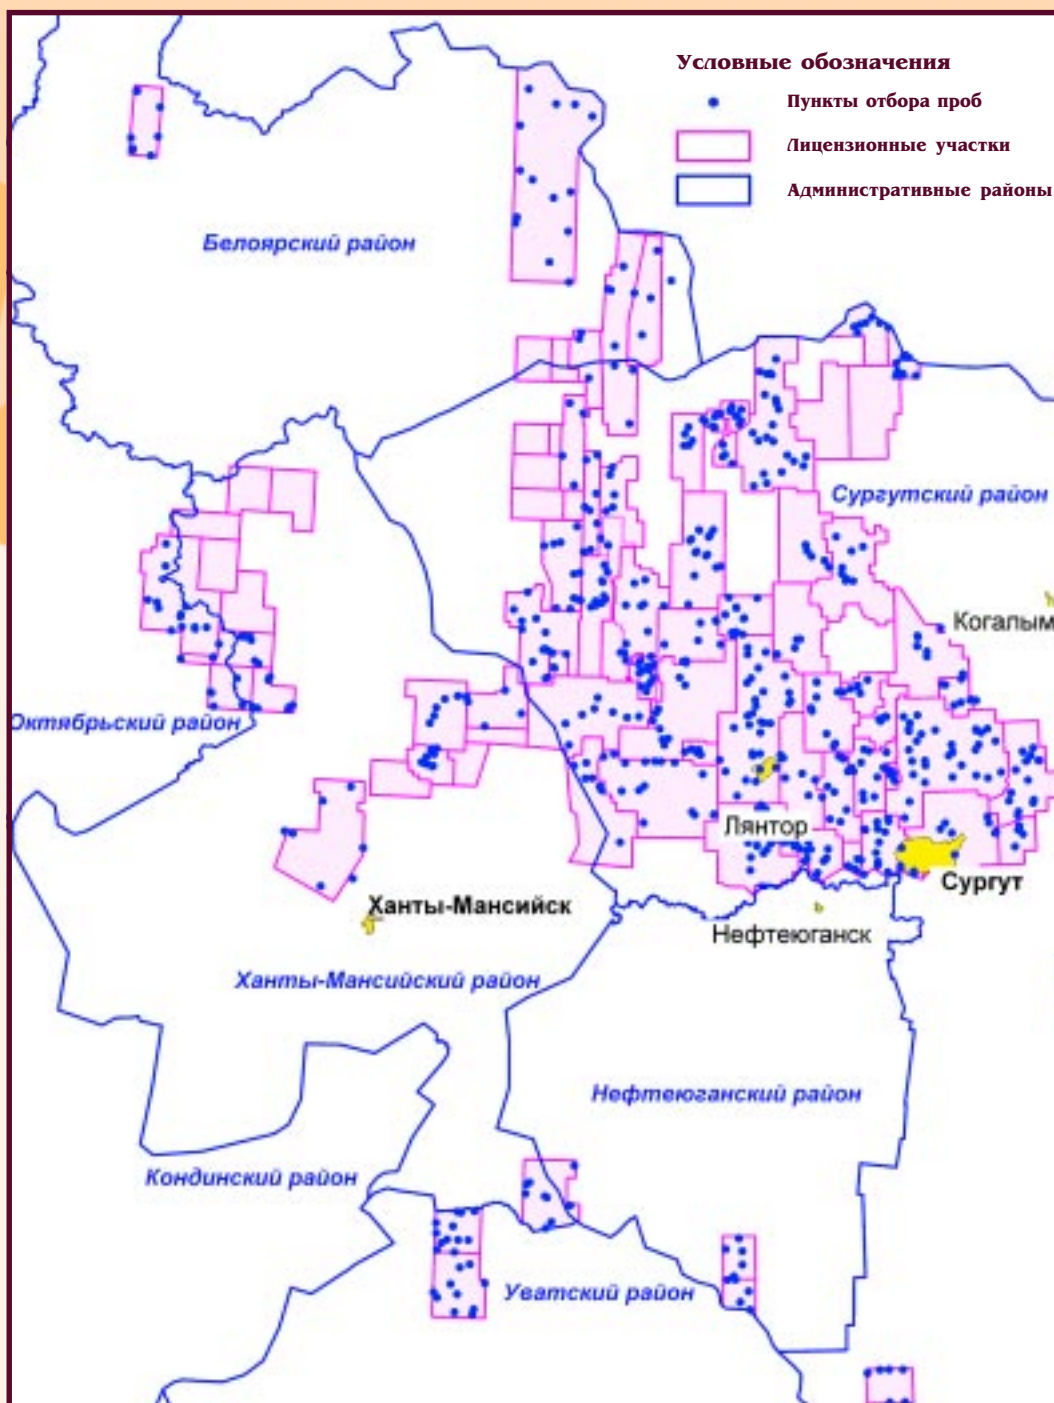 Условные обозначения
Пункты отбора проб
Лицензионные участки
Административные районы
Белоярский район
Сургутский район
Когалым
Октябрьский район
Лянтор
Сургут
Ханты-Мансийск
Нефтеюганск
Ханты-Мансийский район
Нефтеюганский район
Кондинский район
Уватский район